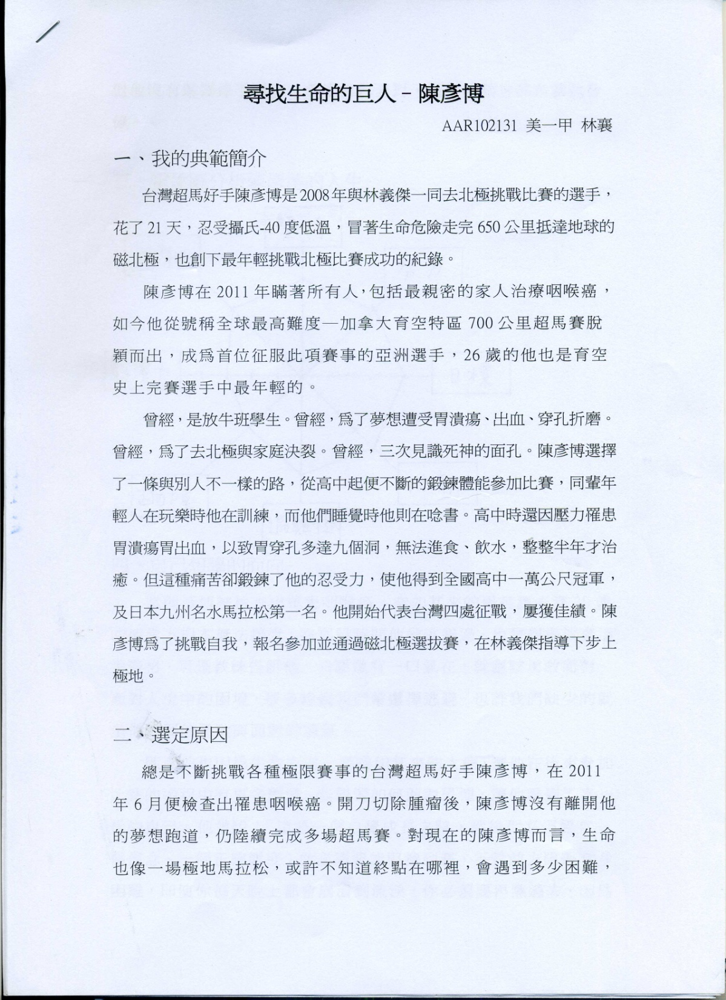 尋找生命的巨人–陳彥博
AAR102131 美一甲 林襄
一、我的典範簡介
台灣超馬好手陳彥博是2008年與林義傑一同去北極挑戰比賽的選手，
花了 21 天，忍受攝氏-40 度低溫，冒著生命危險走完 650 公里抵達地球的
磁北極，也創下最年輕挑戰北極比賽成功的紀錄。
陳彥博在 2011 年瞞著所有人，包括最親密的家人治療咽喉癌，
如今他從號稱全球最高難度─加拿大育空特區 700 公里超馬賽脫
穎而出，成為首位征服此項賽事的亞洲選手，26 歲的他也是育空
史上完賽選手中最年輕的。
曾經，是放牛班學生。曾經，為了夢想遭受胃潰瘍、出血、穿孔折磨。
曾經，為了去北極與家庭決裂。曾經，三次見識死神的面孔。陳彥博選擇
了一條與別人不一樣的路，從高中起便不斷的鍛鍊體能參加比賽，同輩年
輕人在玩樂時他在訓練，而他們睡覺時他則在唸書。高中時還因壓力罹患
胃潰瘍胃出血，以致胃穿孔多達九個洞，無法進食、飲水，整整半年才治
癒。但這種痛苦卻鍛鍊了他的忍受力，使他得到全國高中一萬公尺冠軍，
及日本九州名水馬拉松第一名。他開始代表台灣四處征戰，屢獲佳績。陳
彥博為了挑戰自我，報名參加並通過磁北極選拔賽，在林義傑指導下步上
極地。
二、選定原因
總是不斷挑戰各種極限賽事的台灣超馬好手陳彥博，在 2011
年 6 月便檢查出罹患咽喉癌。開刀切除腫瘤後，陳彥博沒有離開他
的夢想跑道，仍陸續完成多場超馬賽。對現在的陳彥博而言，生命
也像一場極地馬拉松，或許不知道終點在哪裡，會遇到多少困難，